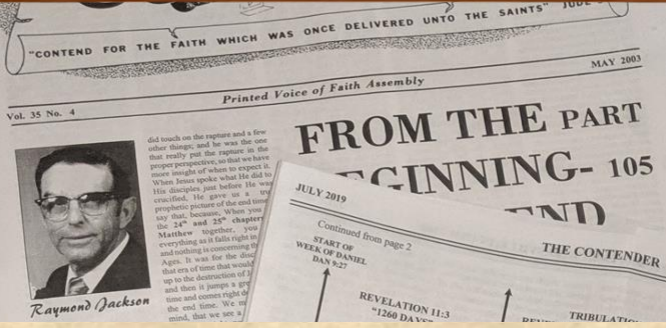 "CONTEND FOR THE FAITH WHICH WAS ONCE DELIVERED UNTO THE SAINTS" JUDE
Vol. 35 No. 4
Printed Voice of Faith Assembly
MAY 2003
did touch on the rapture and a few
other things; and he was the one
that really put the rapture in the
proper perspective, so that we have
more insight of when to expect it.
When Jesus spoke what He did to
His disciples just before He was
crucified, He gave us a
prophetic picture of the end time
say that, because, When you
the 24th and 25th chapters
Matthew together, you
everything as it falls right in
and nothing is concerning
Ages. It was for the
that era of time that would
up to the destruction of
and then it jumps a
time and comes right
the end time. We
mind, that we see a
Raymond Jackson
FROM THE PART
GINNING- 105
END
JULY 2019
Continued from page 2
THE CONTENDER
START OF
WEEK OF DANIEL
DAN 9:27
REVELATION 11:3
"1260 DAYS"